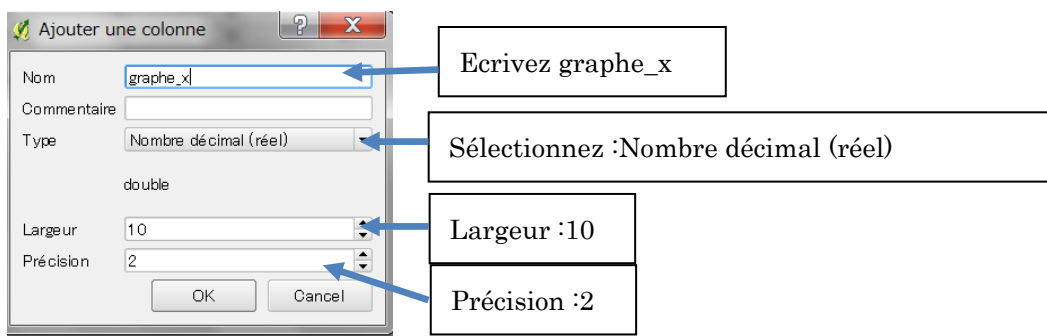 Ajouter une colonne
Ecrivez graphe_x
Nom graphe_x
Commentaire
Type Nombre décimal (réel)
Sélectionnez :Nombre décimal (réel)
double
Largeur 10
Largeur :10
Précision 2
OK Cancel
Précision :2